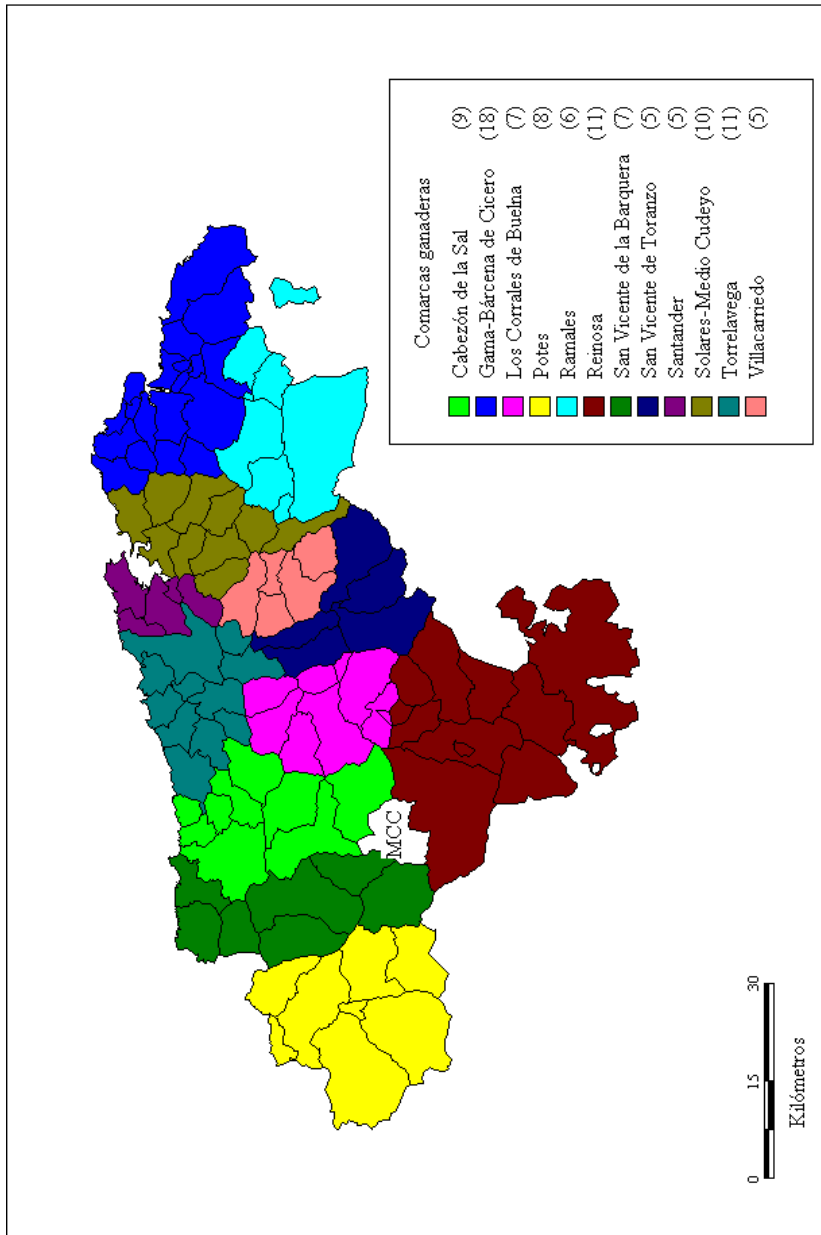 MCC
Comarcas ganaderas
Cabezón de la Sal (9)
Gama-Bárcena de Cicero (18)
Los Corrales de Buelna (7)
Potes (8)
Ramales (6)
Reinosa (11)
San Vicente de la Barquera (7)
San Vicente de Toranzo (5)
Santander (5)
Solares-Medio Cudeyo (10)
Torrelavega (11)
Villacarriedo (5)
0 15 30
Kilómetros